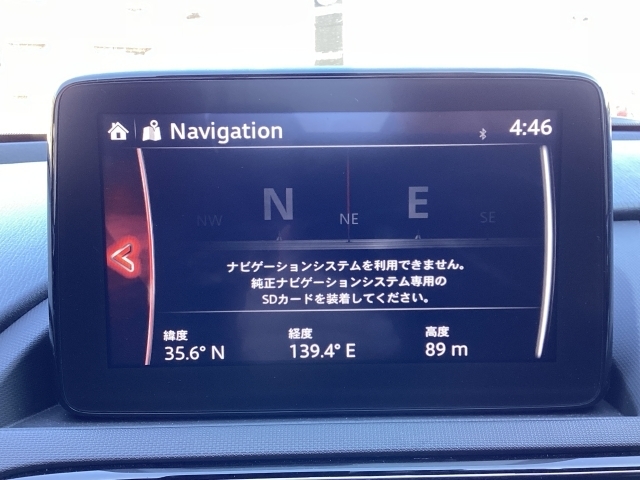 Navigation 4:46
NW N NE E SE
ナビゲーションシステムを利用できません。
純正ナビゲーションシステム専用の
SDカードを装着してください。
緯度 経度 高度
35.6° N 139.4° E 89 m